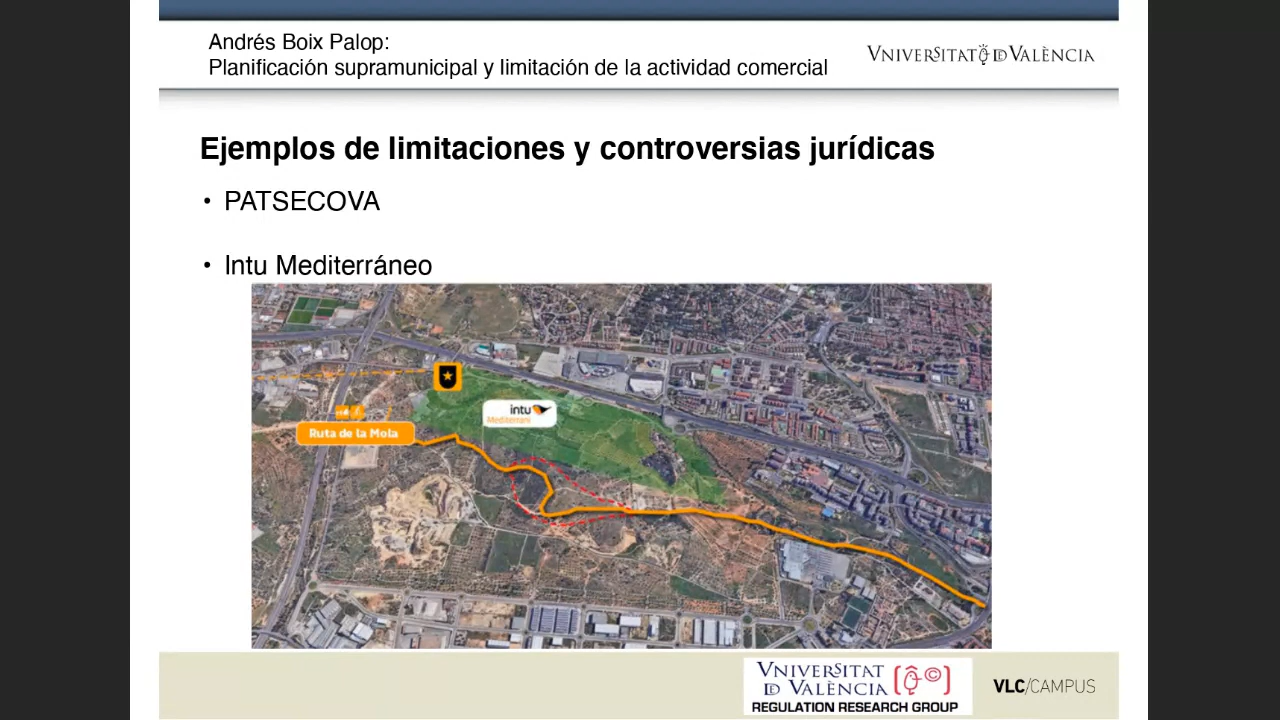 Andrés Boix Palop:
Planificación supramunicipal y limitación de la actividad comercial
VNIVERSITAT DE VALÈNCIA
Ejemplos de limitaciones y controversias jurídicas
• PATSECOVA
• Intu Mediterráneo
intu
Mediterrani
Ruta de la Mola
VNIVERSITAT
DE VALÈNCIA
REGULATION RESEARCH GROUP
VLC/CAMPUS